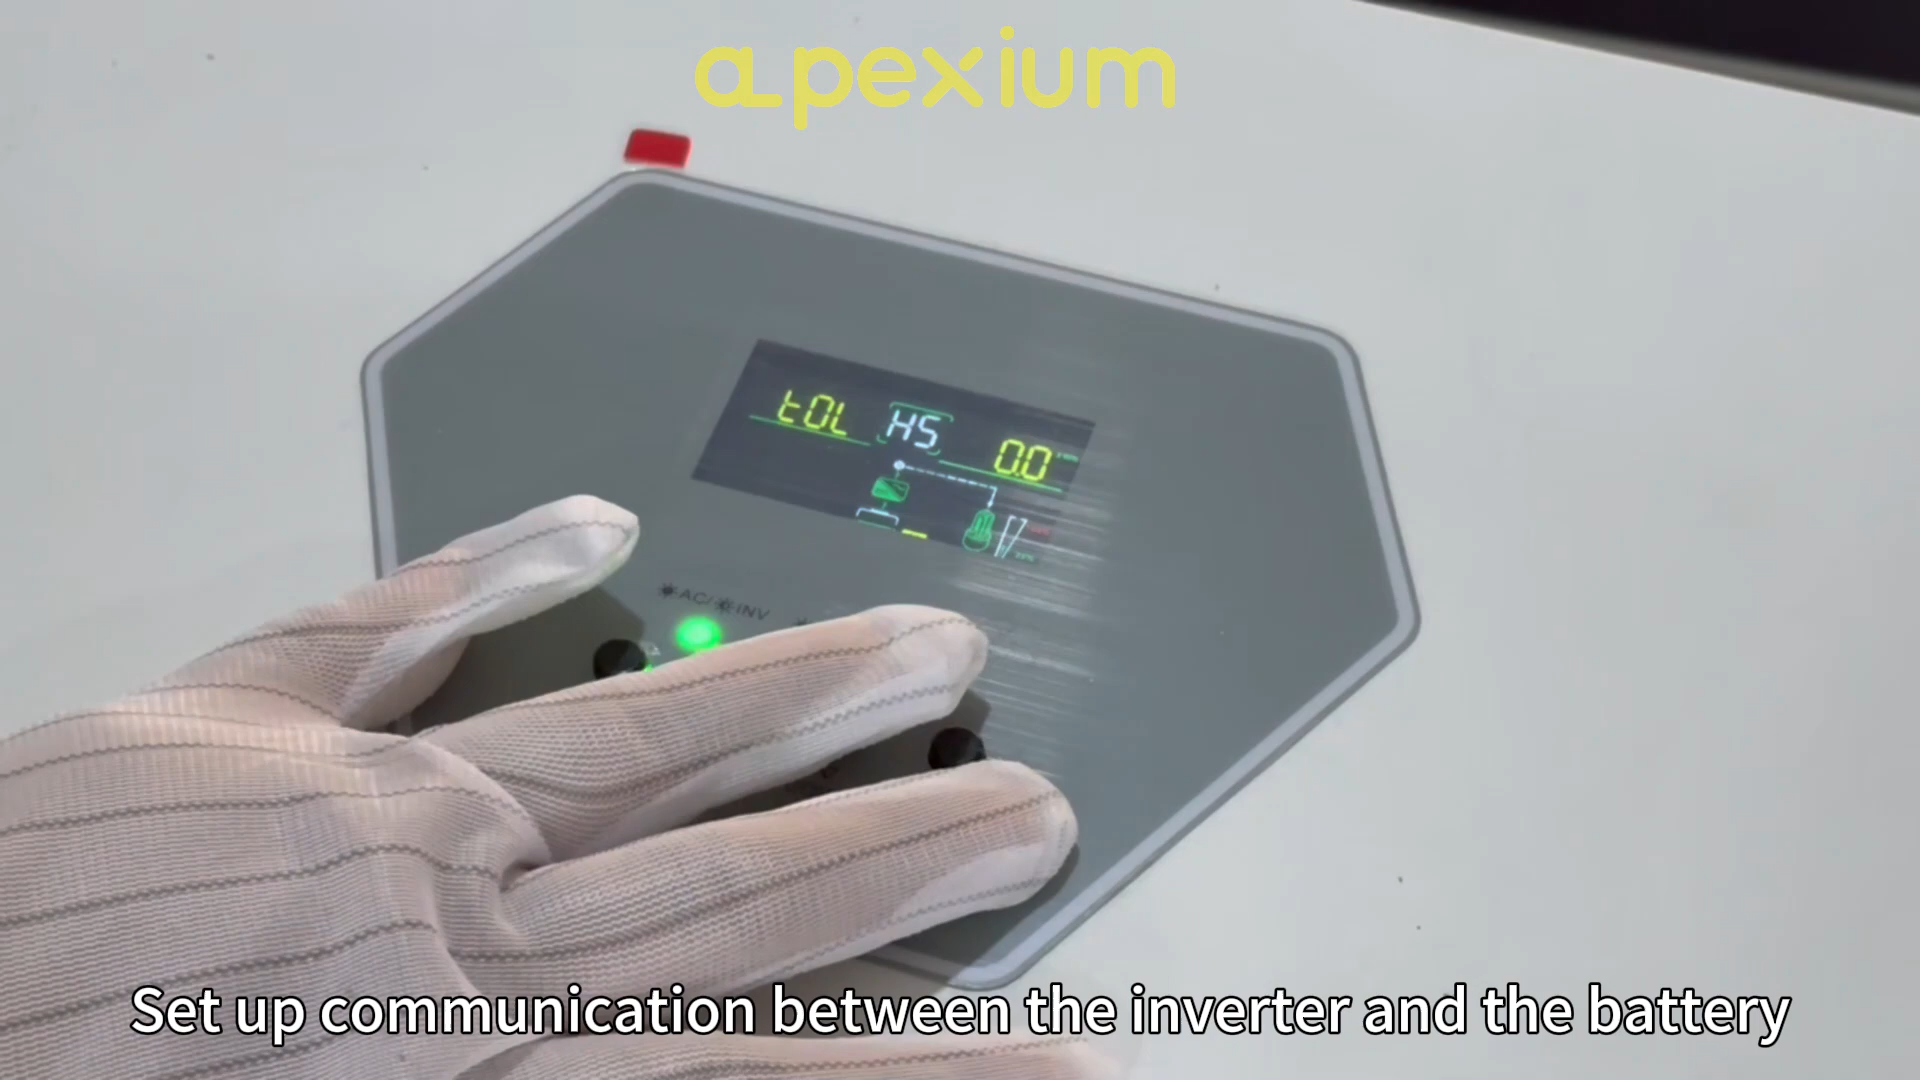 apexium
tOL HS 0.0
AC/ INV
Set up communication between the inverter and the battery